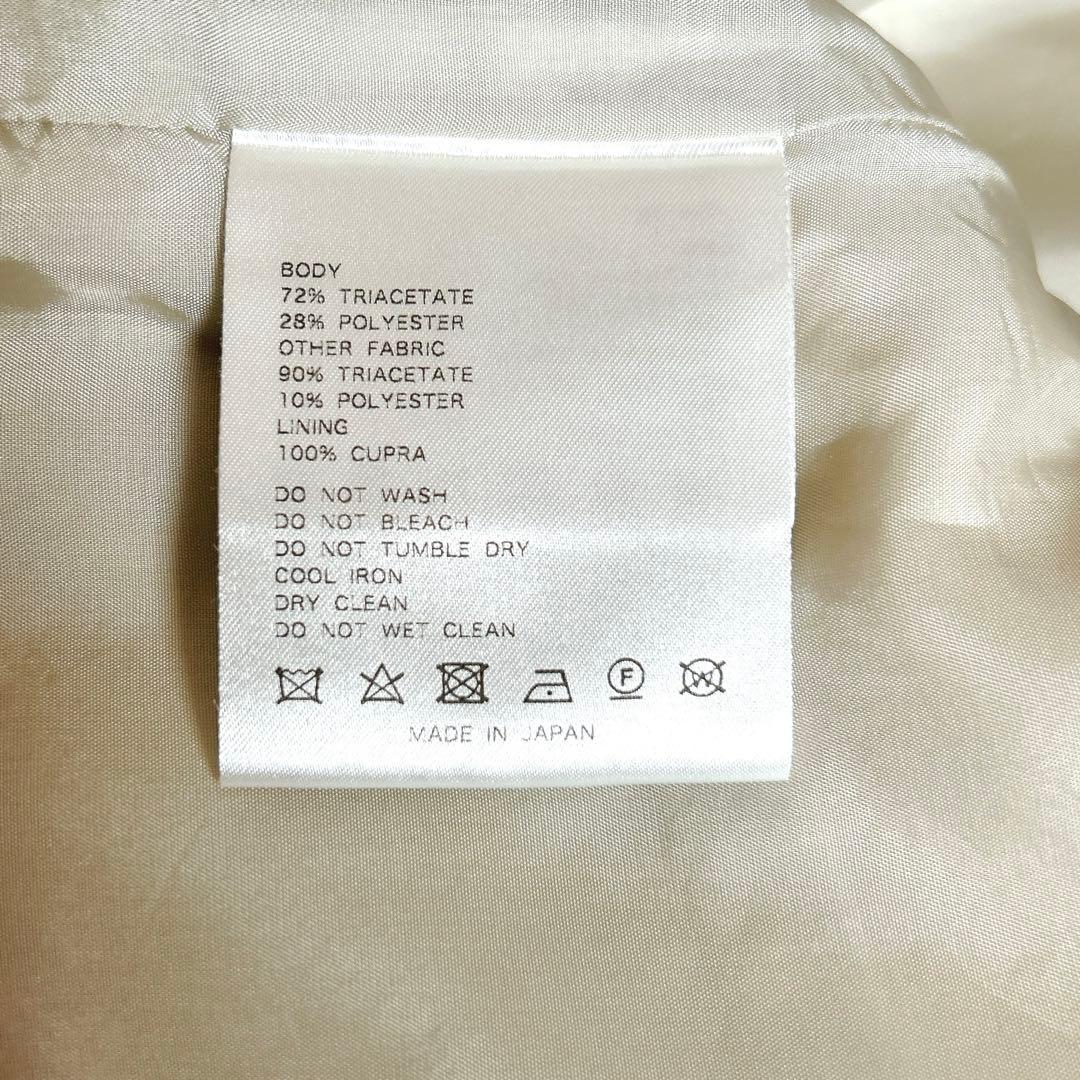 BODY
72% TRIACETATE
28% POLYESTER
OTHER FABRIC
90% TRIACETATE
10% POLYESTER
LINING
100% CUPRA
DO NOT WASH
DO NOT BLEACH
DO NOT TUMBLE DRY
COOL IRON
DRY CLEAN
DO NOT WET CLEAN
F W
MADE IN JAPAN